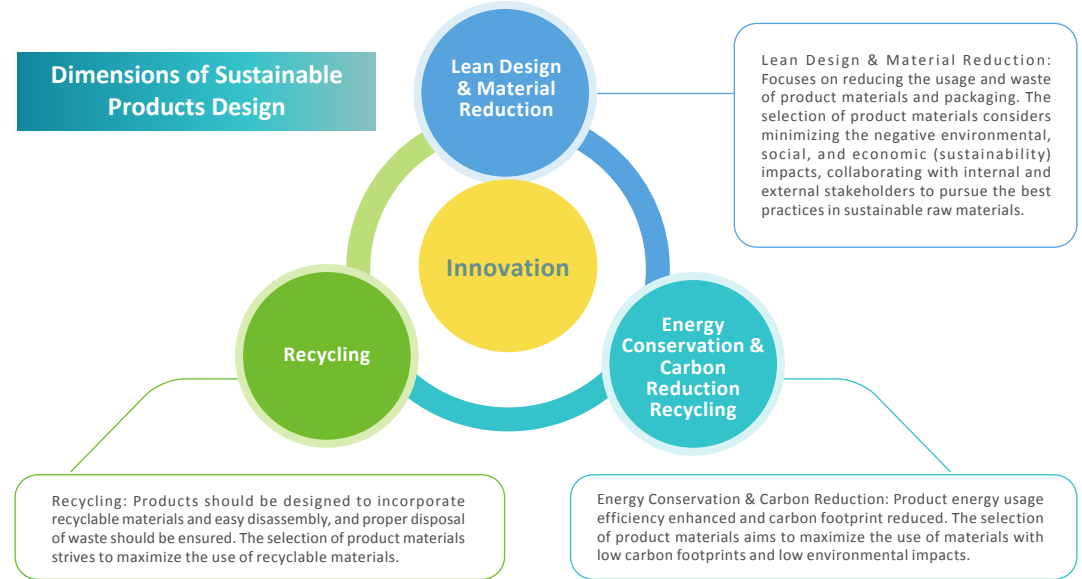 Dimensions of Sustainable
Products Design
Lean Design
& Material
Reduction
Lean Design & Material Reduction:
Focuses on reducing the usage and waste
of product materials and packaging. The
selection of product materials considers
minimizing the negative environmental,
social, and economic (sustainability)
impacts, collaborating with internal and
external stakeholders to pursue the best
practices in sustainable raw materials.
Innovation
Recycling
Energy
Conservation &
Carbon
Reduction
Recycling
Recycling: Products should be designed to incorporate
recyclable materials and easy disassembly, and proper disposal
of waste should be ensured. The selection of product materials
strives to maximize the use of recyclable materials.
Energy Conservation & Carbon Reduction: Product energy usage
efficiency enhanced and carbon footprint reduced. The selection
of product materials aims to maximize the use of materials with
low carbon footprints and low environmental impacts.